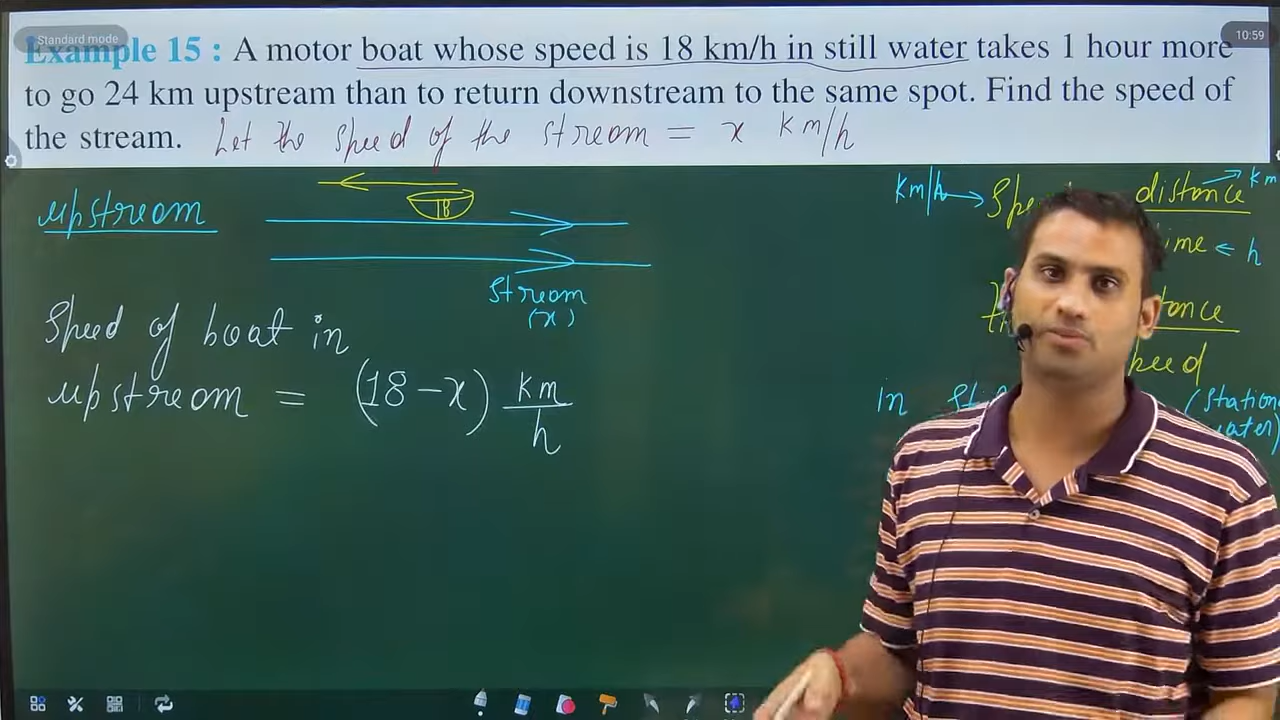 Standard mode
10:59
Example 15 : A motor boat whose speed is 18 km/h in still water takes 1 hour more
to go 24 km upstream than to return downstream to the same spot. Find the speed of
the stream. Let the speed of the stream = x km/h
upstream
18
stream
(x)
Speed of boat in
upstream = (18-x) km/h
km/h → distance → km
← h
in (station